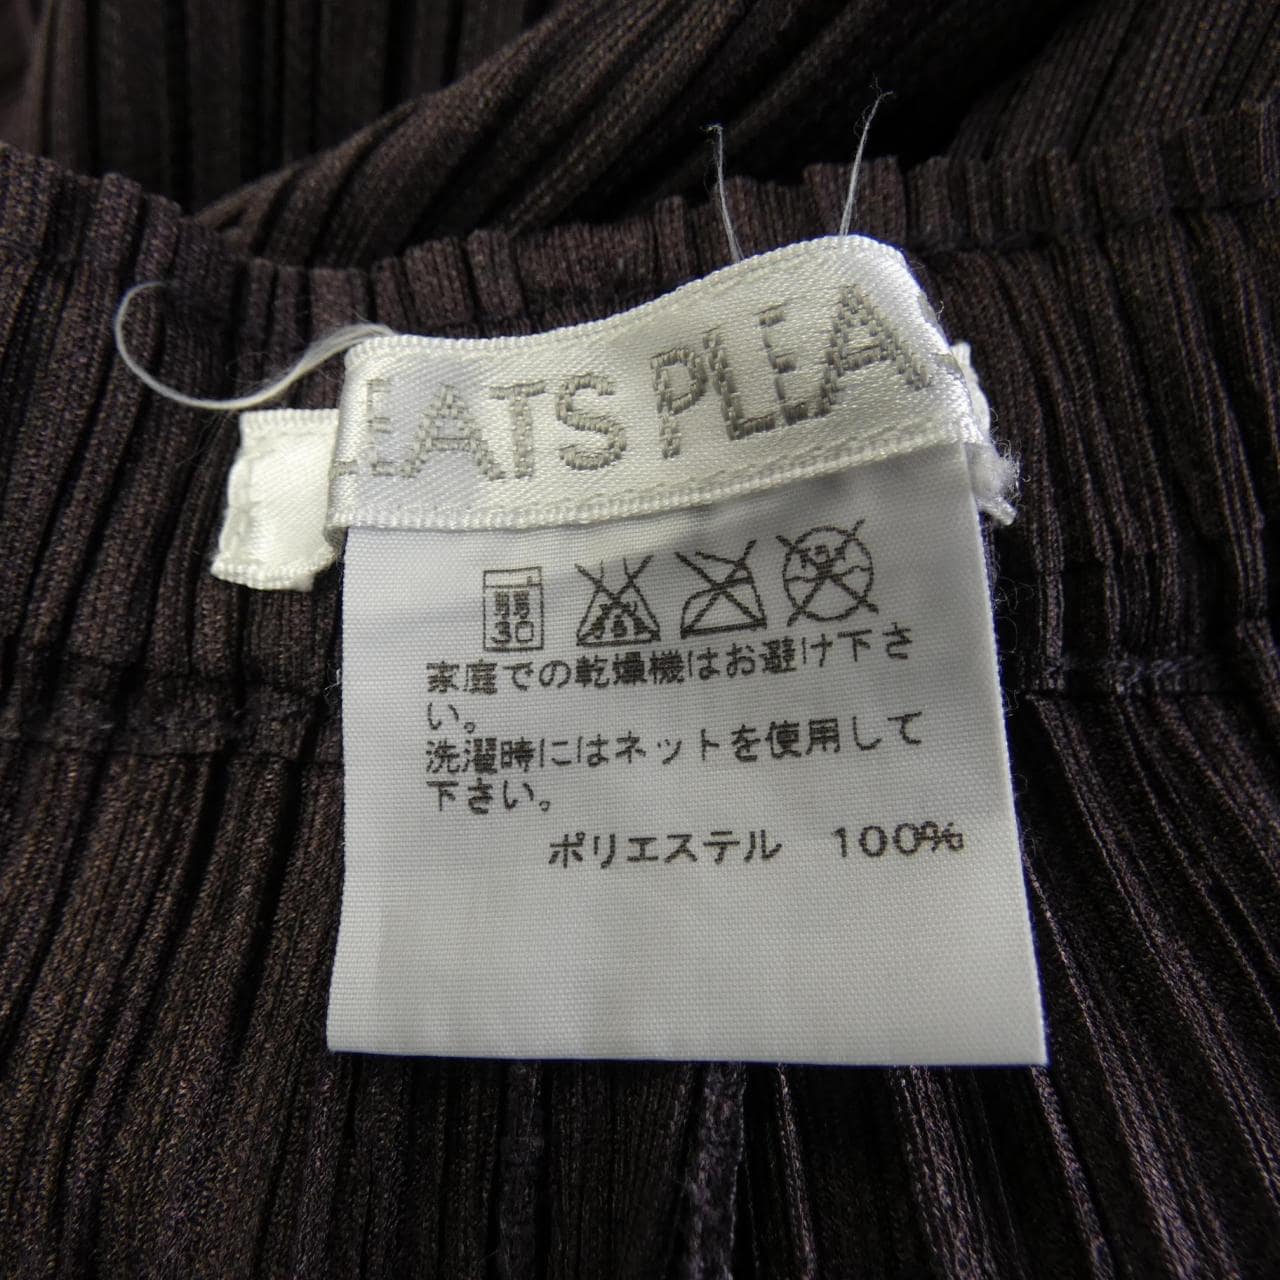 LEATS PLEAS
弱
30
家庭での乾燥機はお避け下さ
い。
洗濯時にはネットを使用して
下さい。
ポリエステル 100%